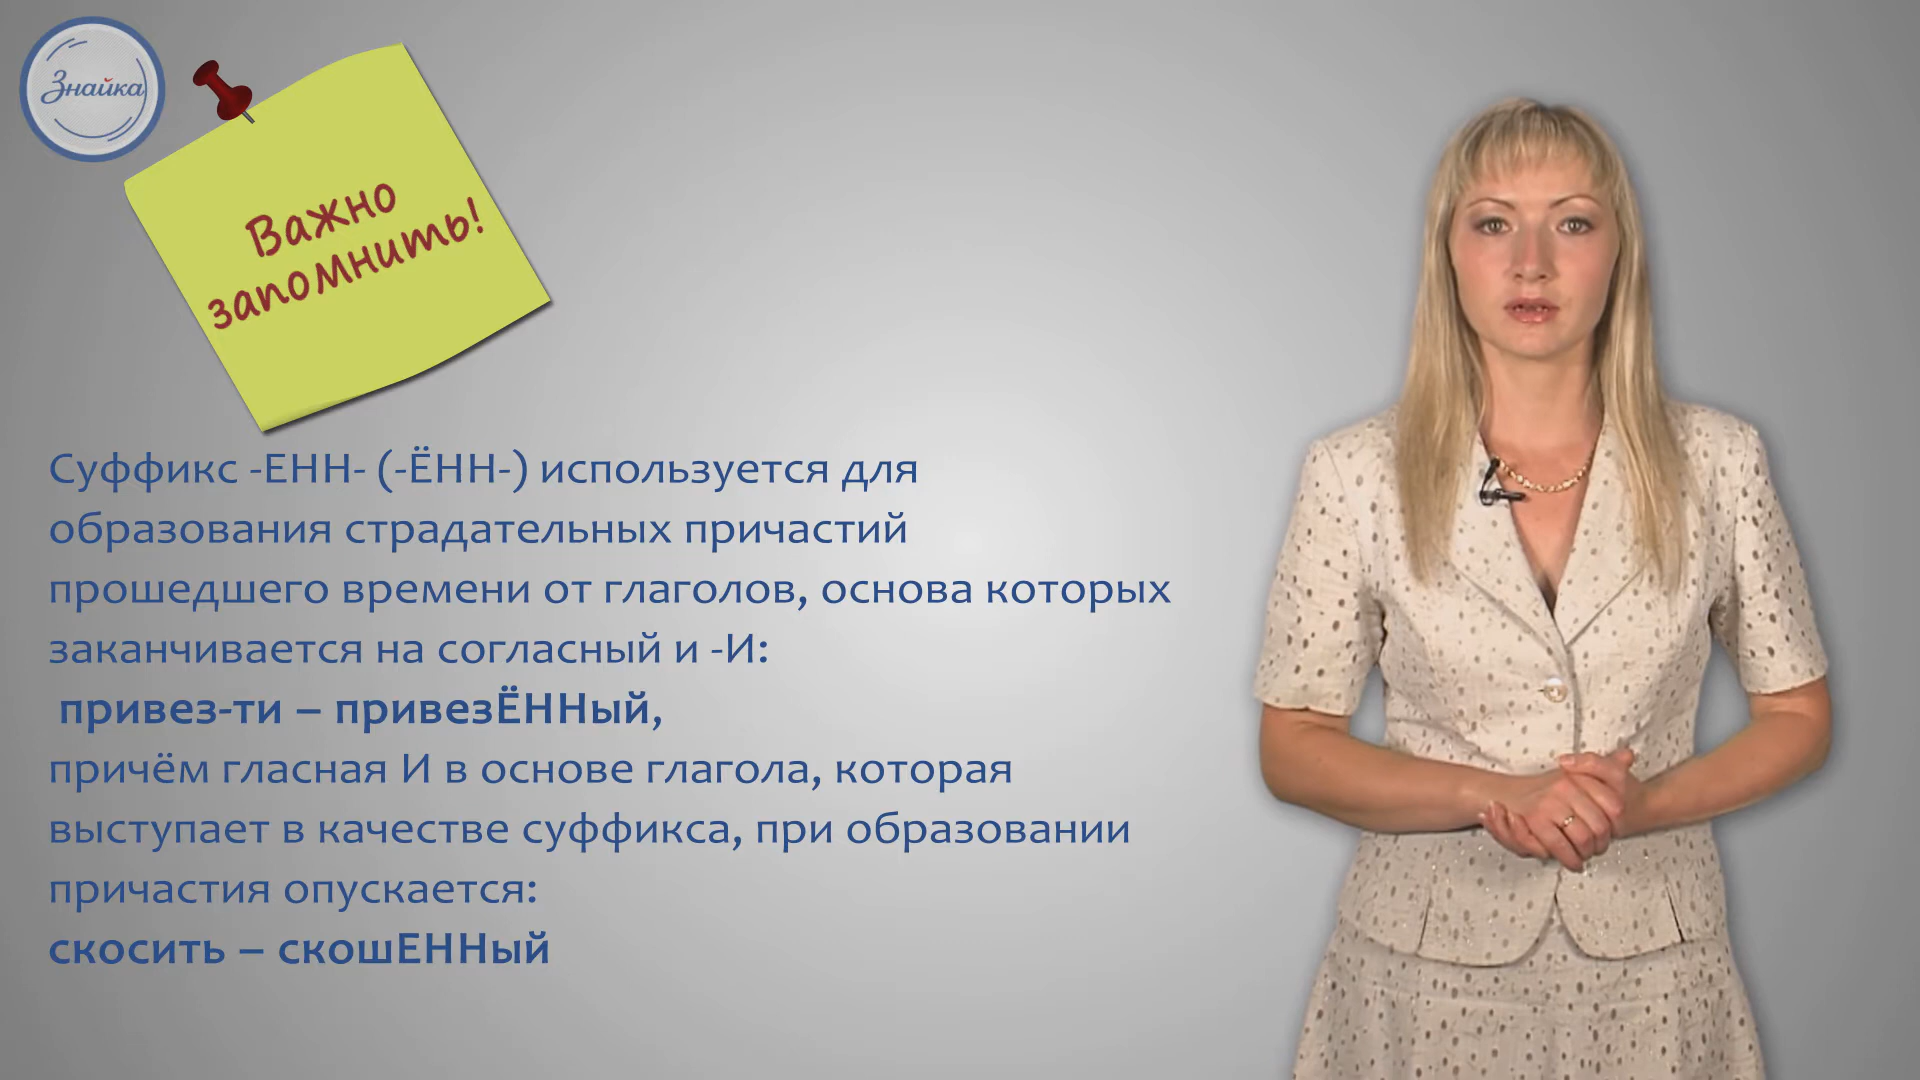 Знайка
Важно
запомнить!
Суффикс -ЕНН- (-ЁНН-) используется для
образования страдательных причастий
прошедшего времени от глаголов, основа которых
заканчивается на согласный и -И:
привез-ти – привезЁННый,
причём гласная И в основе глагола, которая
выступает в качестве суффикса, при образовании
причастия опускается:
скосить – скошЕННый